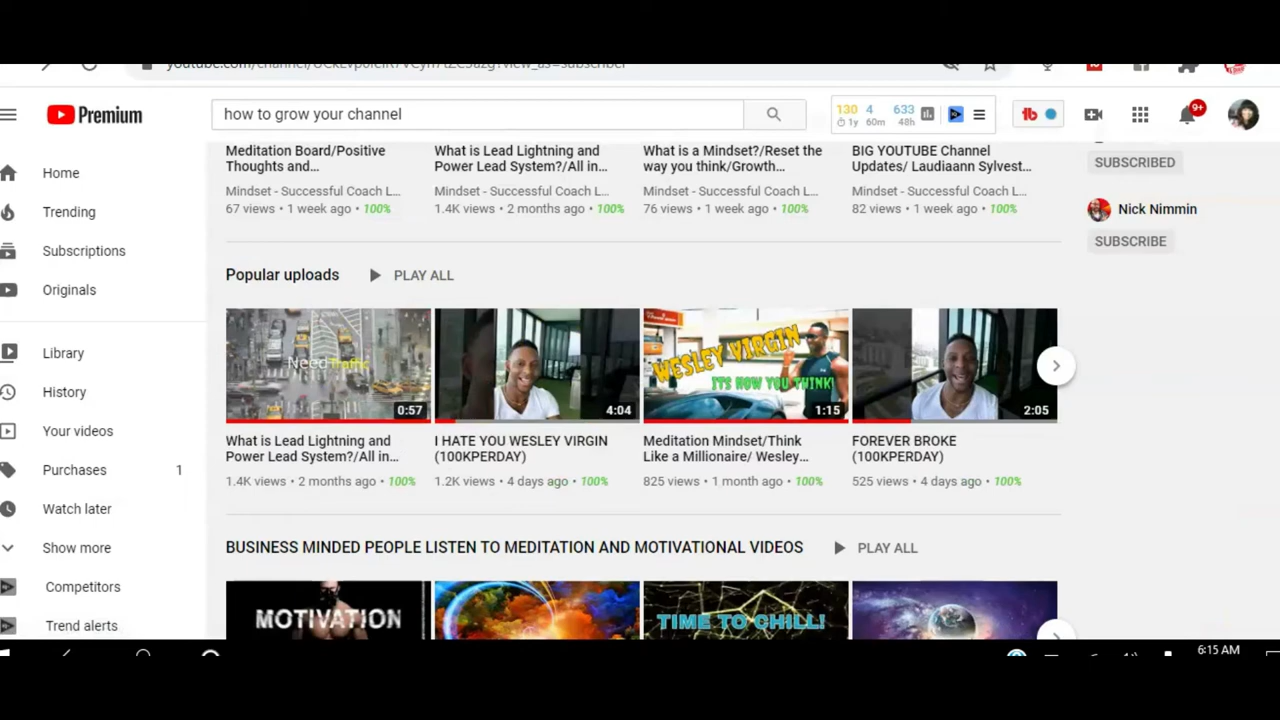 Premium
how to grow your channel
130 4 633
1y 60m 48h
tb
9+
Home
Trending
Subscriptions
Originals
Library
History
Your videos
Purchases 1
Watch later
Show more
Competitors
Trend alerts
Meditation Board/Positive
Thoughts and...
Mindset - Successful Coach L...
67 views • 1 week ago • 100%
What is Lead Lightning and
Power Lead System?/All in...
Mindset - Successful Coach L...
1.4K views • 2 months ago • 100%
What is a Mindset?/Reset the
way you think/Growth...
Mindset - Successful Coach L...
76 views • 1 week ago • 100%
BIG YOUTUBE Channel
Updates/ Laudiaann Sylvest...
Mindset - Successful Coach L...
82 views • 1 week ago • 100%
SUBSCRIBED
Nick Nimmin
SUBSCRIBE
Popular uploads PLAY ALL
Need Traffic
0:57
What is Lead Lightning and
Power Lead System?/All in...
1.4K views • 2 months ago • 100%
4:04
I HATE YOU WESLEY VIRGIN
(100KPERDAY)
1.2K views • 4 days ago • 100%
WESLEY VIRGIN
ITS HOW YOU THINK!
1:15
Meditation Mindset/Think
Like a Millionaire/ Wesley...
825 views • 1 month ago • 100%
2:05
FOREVER BROKE
(100KPERDAY)
525 views • 4 days ago • 100%
BUSINESS MINDED PEOPLE LISTEN TO MEDITATION AND MOTIVATIONAL VIDEOS PLAY ALL
MOTIVATION
TIME TO CHILL!
6:15 AM